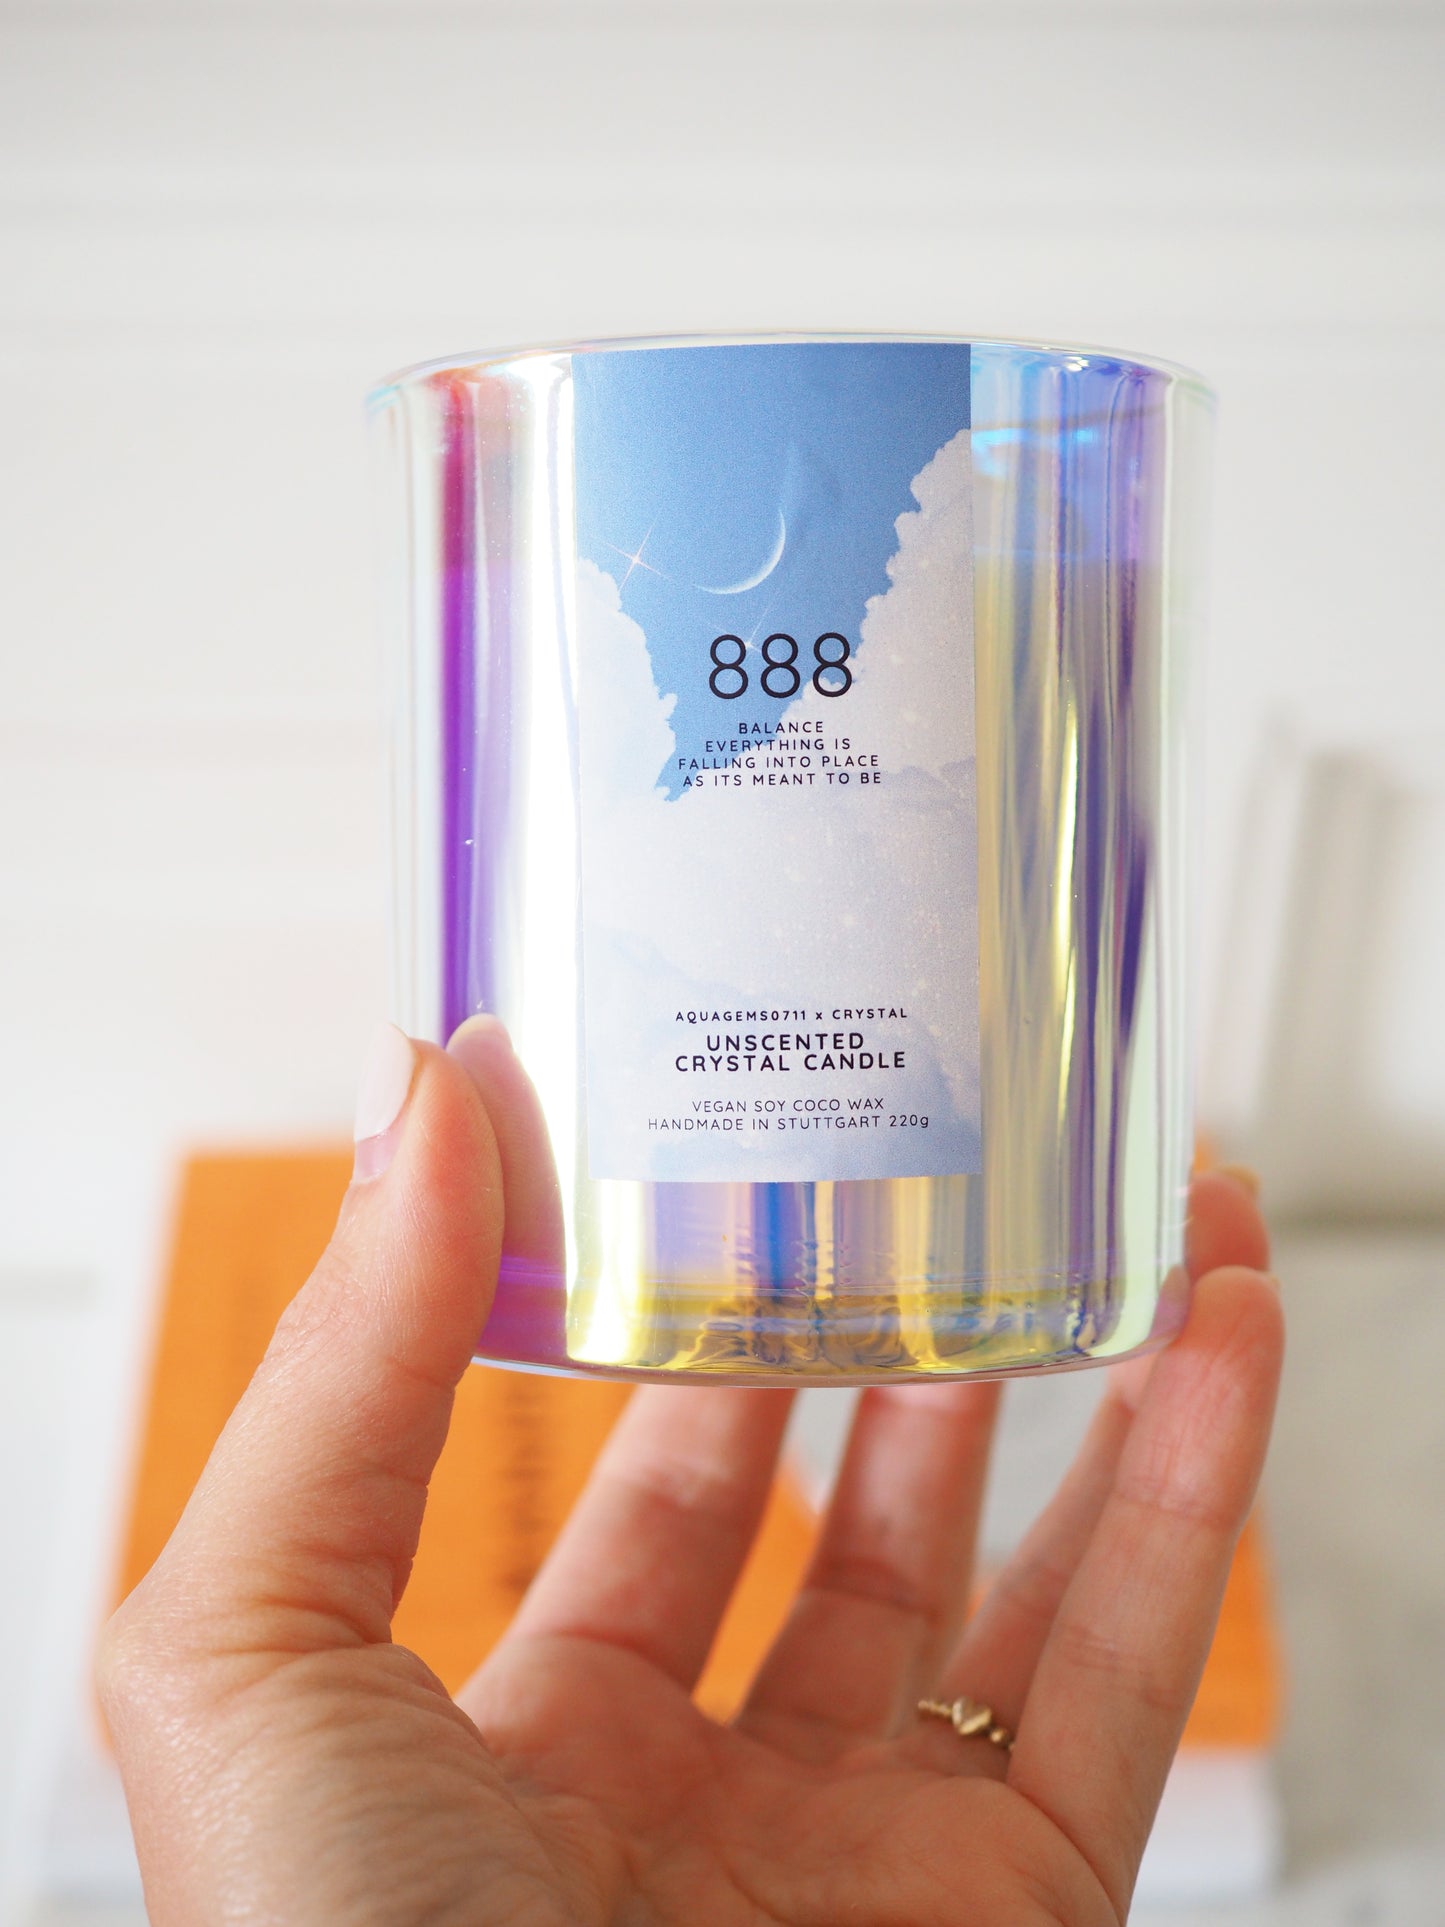 888
BALANCE
EVERYTHING IS
FALLING INTO PLACE
AS ITS MEANT TO BE
AQUAGEMS0711 x CRYSTAL
UNSCENTED
CRYSTAL CANDLE
VEGAN SOY COCO WAX
HANDMADE IN STUTTGART 220g